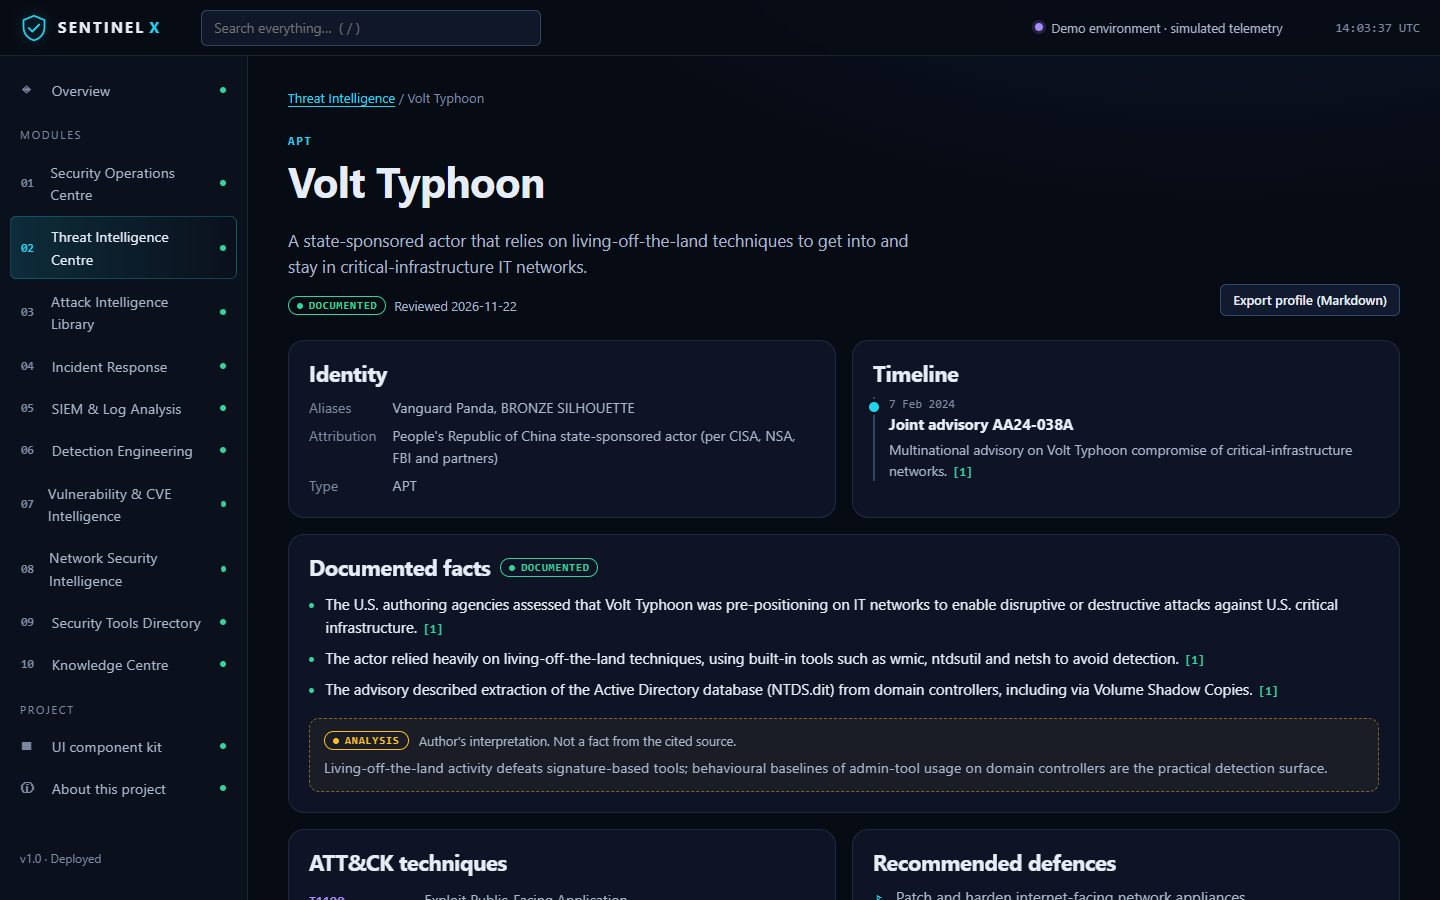 SENTINEL X
Search everything... ( / )
Demo environment · simulated telemetry
14:03:37 UTC
Overview
MODULES
01 Security Operations
Centre
02 Threat Intelligence
Centre
03 Attack Intelligence
Library
04 Incident Response
05 SIEM & Log Analysis
06 Detection Engineering
07 Vulnerability & CVE
Intelligence
08 Network Security
Intelligence
09 Security Tools Directory
10 Knowledge Centre
PROJECT
UI component kit
About this project
v1.0 · Deployed
Threat Intelligence / Volt Typhoon
APT
Volt Typhoon
A state-sponsored actor that relies on living-off-the-land techniques to get into and
stay in critical-infrastructure IT networks.
DOCUMENTED Reviewed 2026-11-22
Export profile (Markdown)
Identity
Aliases Vanguard Panda, BRONZE SILHOUETTE
Attribution People's Republic of China state-sponsored actor (per CISA, NSA,
FBI and partners)
Type APT
Timeline
7 Feb 2024
Joint advisory AA24-038A
Multinational advisory on Volt Typhoon compromise of critical-infrastructure
networks. [1]
Documented facts DOCUMENTED
The U.S. authoring agencies assessed that Volt Typhoon was pre-positioning on IT networks to enable disruptive or destructive attacks against U.S. critical
infrastructure. [1]
The actor relied heavily on living-off-the-land techniques, using built-in tools such as wmic, ntdsutil and netsh to avoid detection. [1]
The advisory described extraction of the Active Directory database (NTDS.dit) from domain controllers, including via Volume Shadow Copies. [1]
ANALYSIS Author's interpretation. Not a fact from the cited source.
Living-off-the-land activity defeats signature-based tools; behavioural baselines of admin-tool usage on domain controllers are the practical detection surface.
ATT&CK techniques
T1190 Exploit Public-Facing Application
Recommended defences
Patch and harden internet-facing network appliances